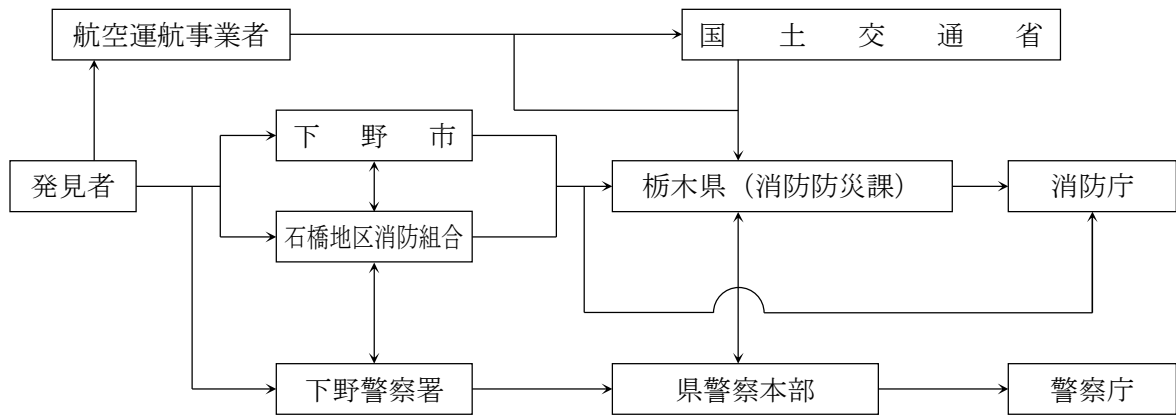 航空運航事業者
国土交通省
下野市
発見者
栃木県（消防防災課）
消防庁
石橋地区消防組合
下野警察署
県警察本部
警察庁